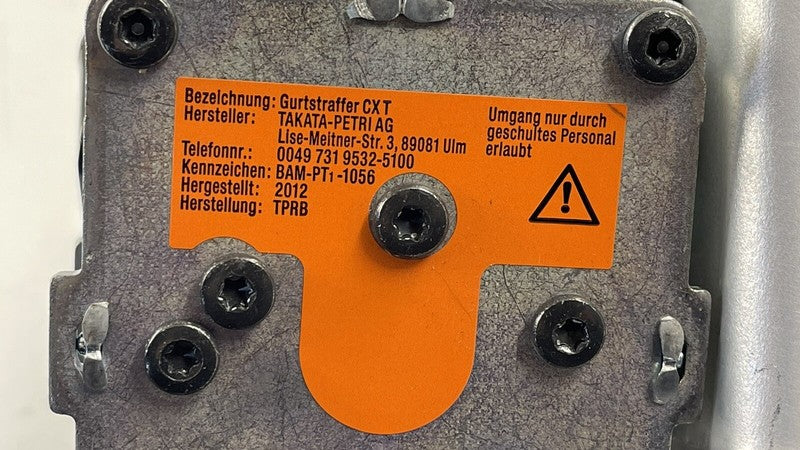 Bezeichnung: Gurtstraffer CX T
Hersteller: TAKATA-PETRI AG
Lise-Meitner-Str. 3, 89081 Ulm
Telefonnr.: 0049 731 9532-5100
Kennzeichen: BAM-PT1-1056
Hergestellt: 2012
Herstellung: TPRB
Umgang nur durch
geschultes Personal
erlaubt